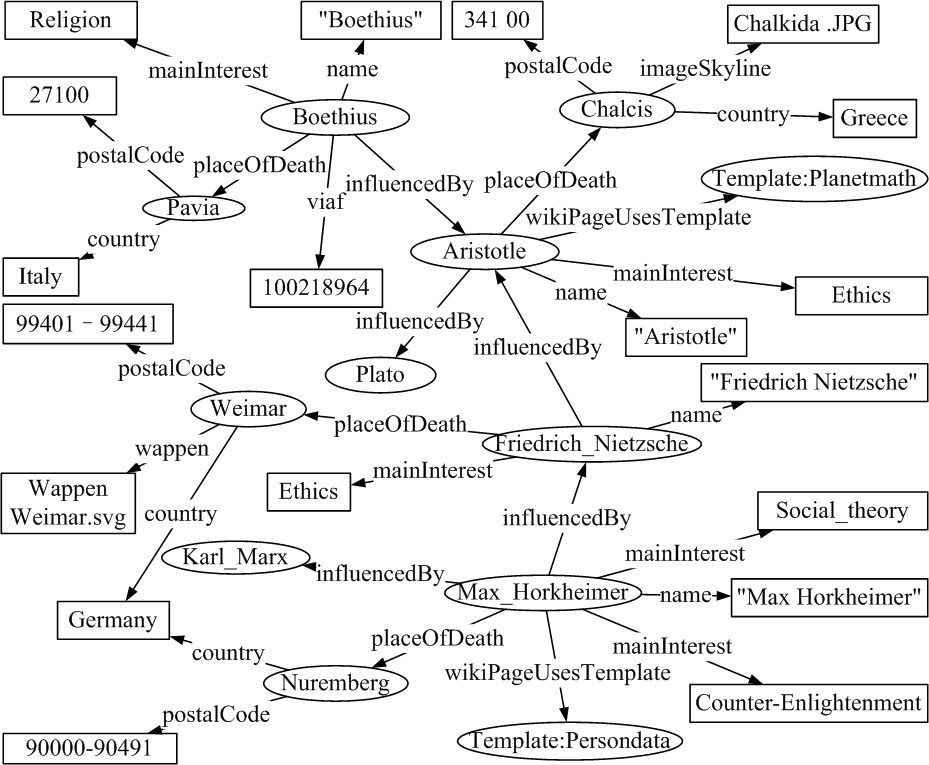 Religion
"Boethius"
341 00
Chalkida .JPG
mainInterest
name
postalCode
imageSkyline
27100
Boethius
Chalcis
country
Greece
postalCode
placeOfDeath
influencedBy
placeOfDeath
Template:Planetmath
Pavia
viaf
wikiPageUsesTemplate
country
Aristotle
Italy
100218964
mainInterest
name
Ethics
99401 – 99441
influencedBy
influencedBy
"Aristotle"
postalCode
Plato
"Friedrich Nietzsche"
Weimar
placeOfDeath
name
wappen
Friedrich_Nietzsche
mainInterest
Wappen
Weimar.svg
Ethics
country
influencedBy
Social_theory
Karl_Marx
influencedBy
mainInterest
Max_Horkheimer
name
"Max Horkheimer"
Germany
placeOfDeath
mainInterest
country
wikiPageUsesTemplate
Nuremberg
Counter-Enlightenment
postalCode
90000-90491
Template:Persondata